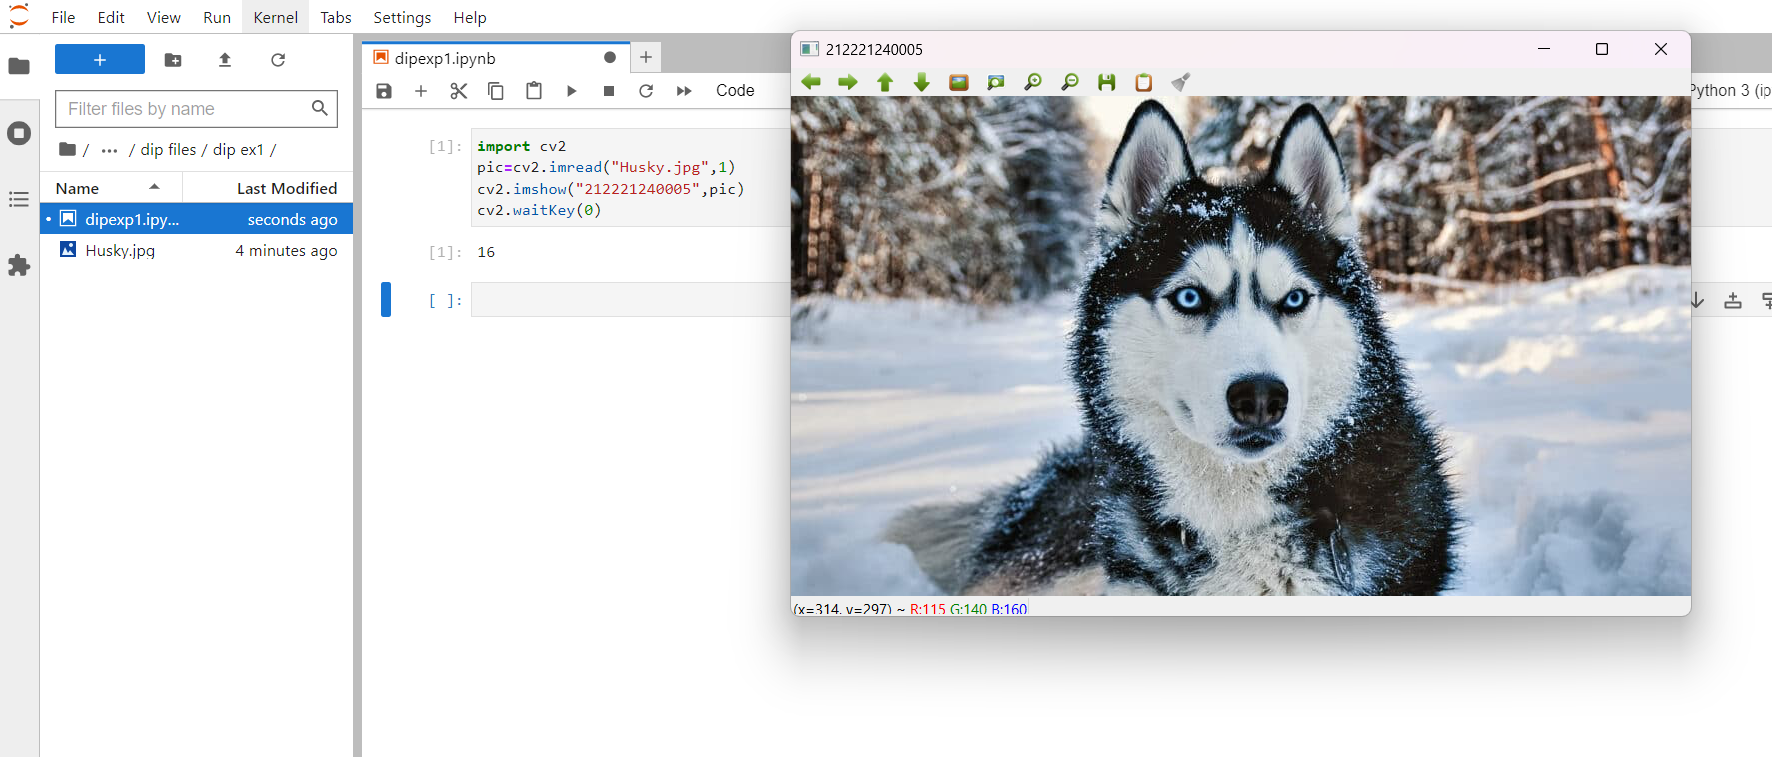 File Edit View Run Kernel Tabs Settings Help
Filter files by name
/ ... / dip files / dip ex1 /
Name Last Modified
dipexp1.ipy... seconds ago
Husky.jpg 4 minutes ago
dipexp1.ipynb
Code
Python 3 (ip
[1]: import cv2
pic=cv2.imread("Husky.jpg",1)
cv2.imshow("212221240005",pic)
cv2.waitKey(0)
[1]: 16
[ ]:
212221240005
(x=314, y=297) ~ R:115 G:140 B:160